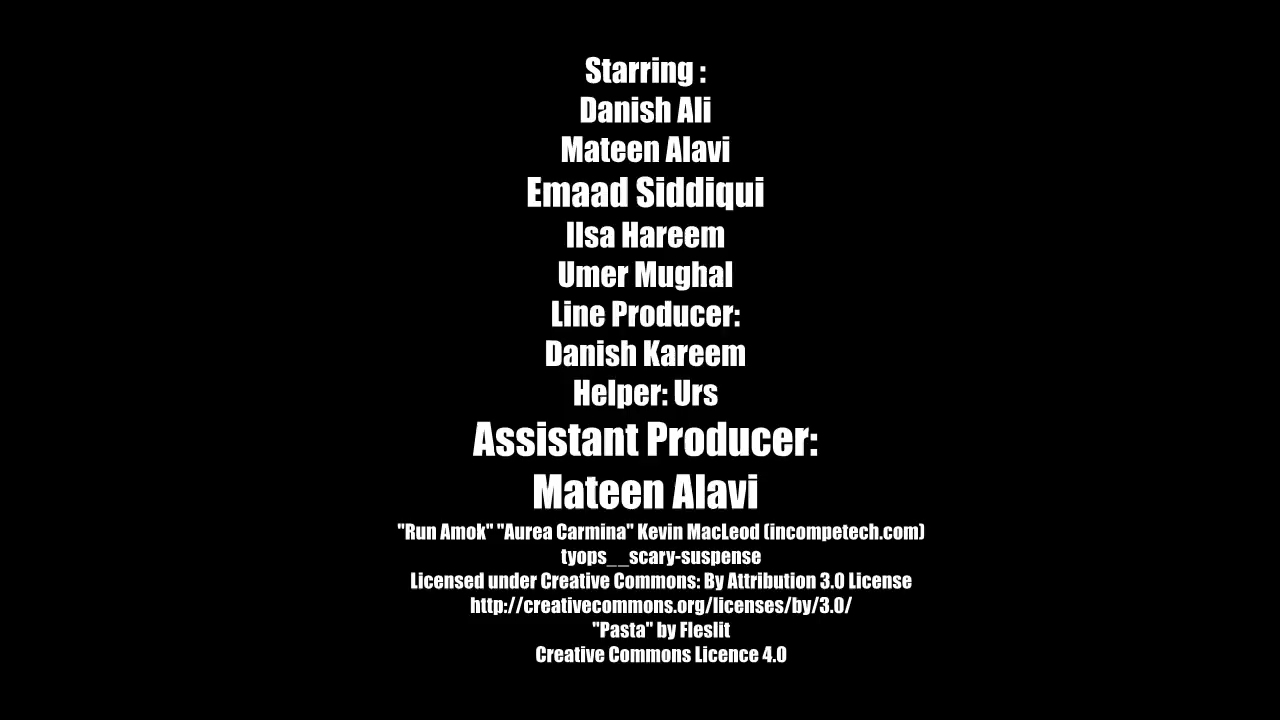 Starring :
Danish Ali
Mateen Alavi
Emaad Siddiqui
Ilsa Hareem
Umer Mughal
Line Producer:
Danish Kareem
Helper: Urs
Assistant Producer:
Mateen Alavi
"Run Amok" "Aurea Carmina" Kevin MacLeod (incompetech.com)
tyops__scary-suspense
Licensed under Creative Commons: By Attribution 3.0 License
http://creativecommons.org/licenses/by/3.0/
"Pasta" by Fleslit
Creative Commons Licence 4.0